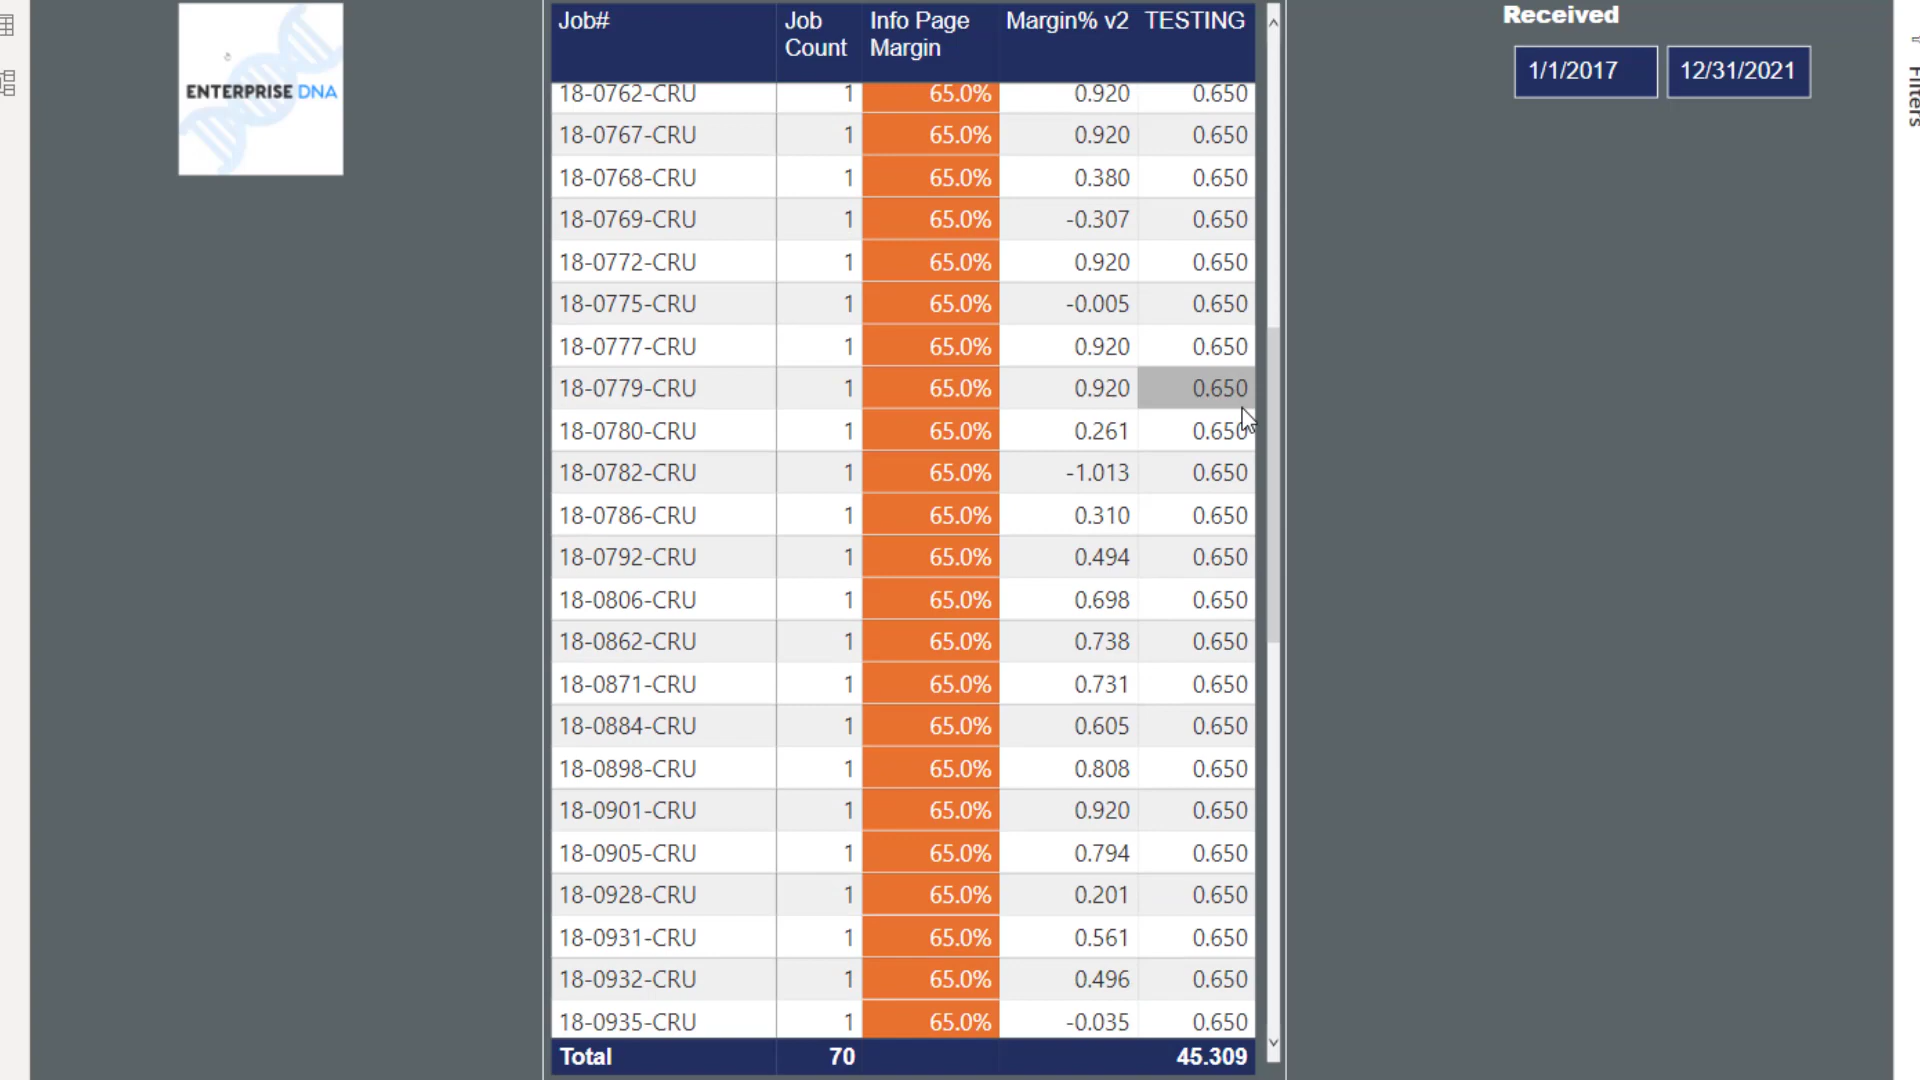 ENTERPRISE DNA
Job# Job Count Info Page Margin Margin% v2 TESTING
18-0762-CRU 1 65.0% 0.920 0.650
18-0767-CRU 1 65.0% 0.920 0.650
18-0768-CRU 1 65.0% 0.380 0.650
18-0769-CRU 1 65.0% -0.307 0.650
18-0772-CRU 1 65.0% 0.920 0.650
18-0775-CRU 1 65.0% -0.005 0.650
18-0777-CRU 1 65.0% 0.920 0.650
18-0779-CRU 1 65.0% 0.920 0.650
18-0780-CRU 1 65.0% 0.261 0.650
18-0782-CRU 1 65.0% -1.013 0.650
18-0786-CRU 1 65.0% 0.310 0.650
18-0792-CRU 1 65.0% 0.494 0.650
18-0806-CRU 1 65.0% 0.698 0.650
18-0862-CRU 1 65.0% 0.738 0.650
18-0871-CRU 1 65.0% 0.731 0.650
18-0884-CRU 1 65.0% 0.605 0.650
18-0898-CRU 1 65.0% 0.808 0.650
18-0901-CRU 1 65.0% 0.920 0.650
18-0905-CRU 1 65.0% 0.794 0.650
18-0928-CRU 1 65.0% 0.201 0.650
18-0931-CRU 1 65.0% 0.561 0.650
18-0932-CRU 1 65.0% 0.496 0.650
18-0935-CRU 1 65.0% -0.035 0.650
Total 70 45.309
Received
1/1/2017 12/31/2021
Filters